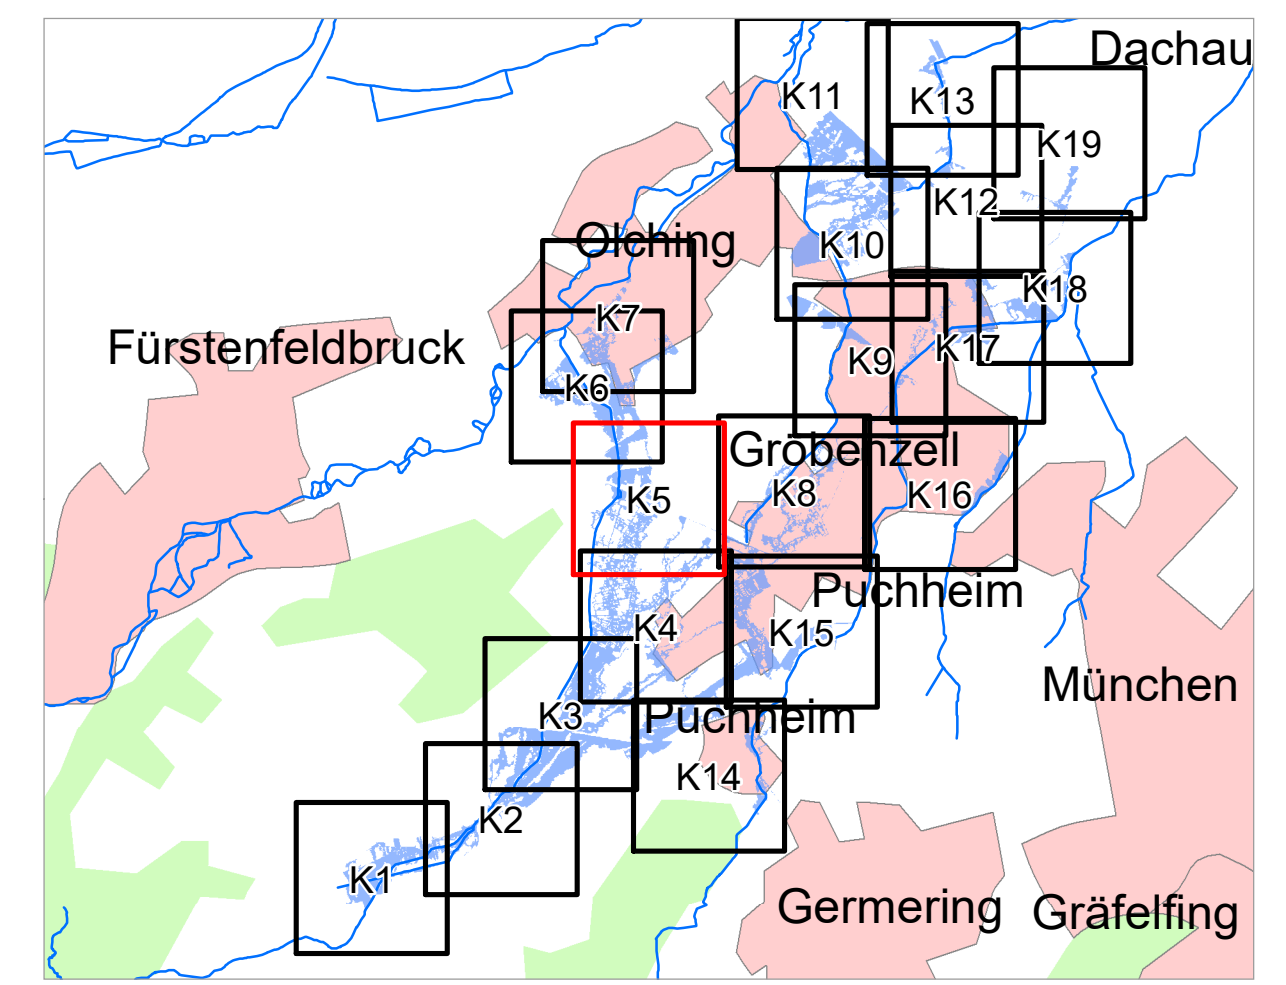 Dachau
K11
K13
K19
K12
Olching
K10
K18
K7
Fürstenfeldbruck
K9
K17
K6
Gröbenzell
K5
K8
K16
Puchheim
K4
K15
München
K3
Puchheim
K14
K2
K1
Germering
Gräfelfing